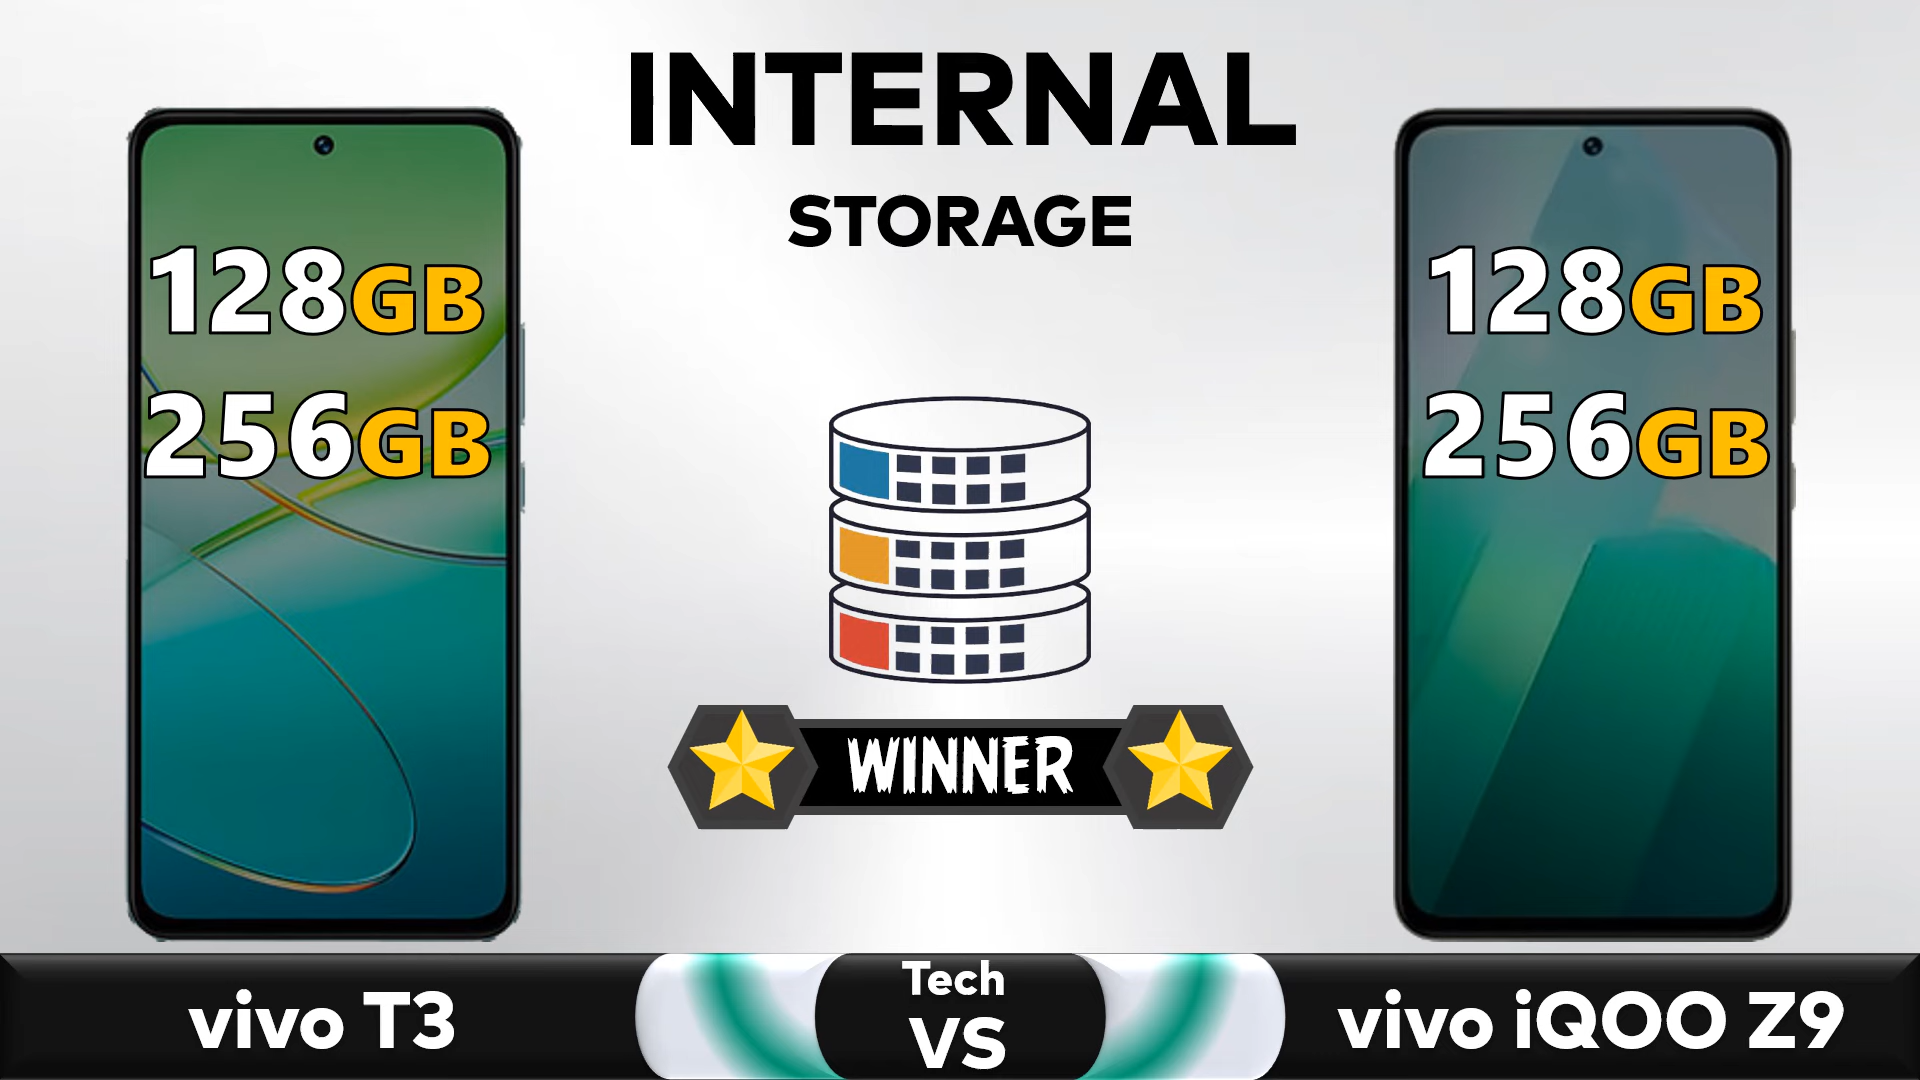 INTERNAL
STORAGE
128GB
256GB
128GB
256GB
WINNER
vivo T3
Tech
VS
vivo iQOO Z9